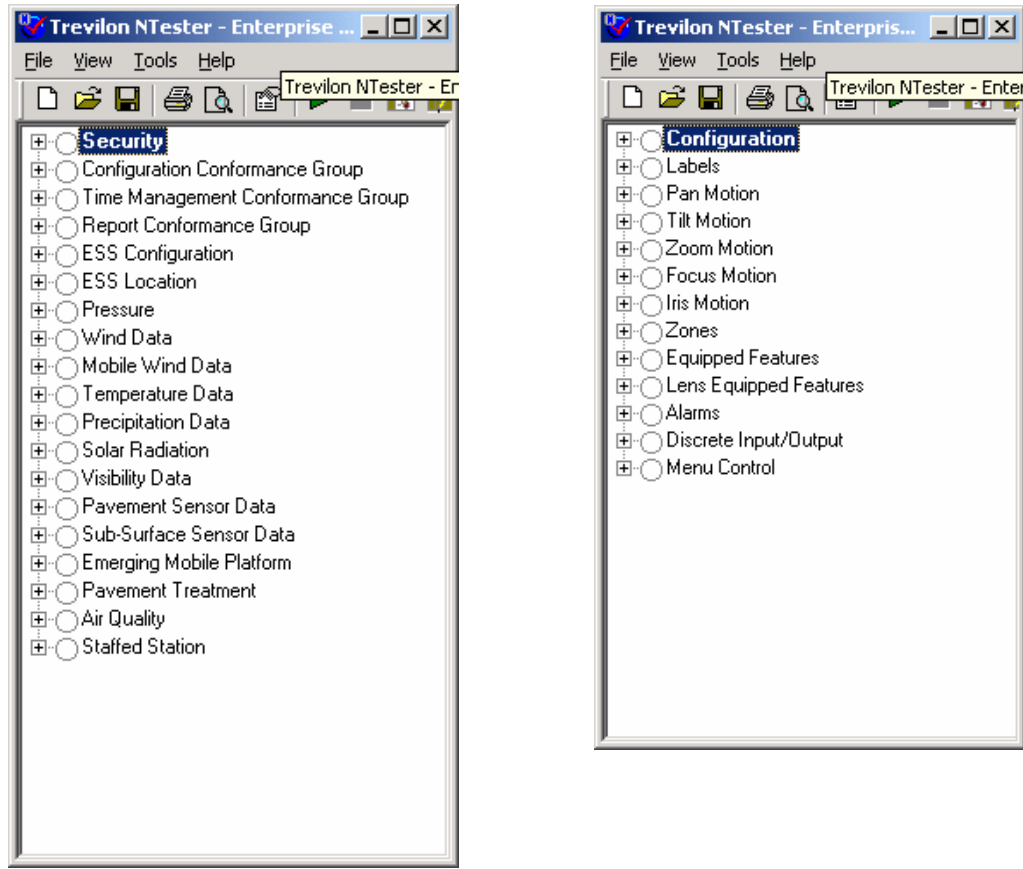 Trevilon NTester - Enterprise ...
File View Tools Help
Trevilon NTester - Er
Security
Configuration Conformance Group
Time Management Conformance Group
Report Conformance Group
ESS Configuration
ESS Location
Pressure
Wind Data
Mobile Wind Data
Temperature Data
Precipitation Data
Solar Radiation
Visibility Data
Pavement Sensor Data
Sub-Surface Sensor Data
Emerging Mobile Platform
Pavement Treatment
Air Quality
Staffed Station
Trevilon NTester - Enterpris...
File View Tools Help
Trevilon NTester - Enter
Configuration
Labels
Pan Motion
Tilt Motion
Zoom Motion
Focus Motion
Iris Motion
Zones
Equipped Features
Lens Equipped Features
Alarms
Discrete Input/Output
Menu Control